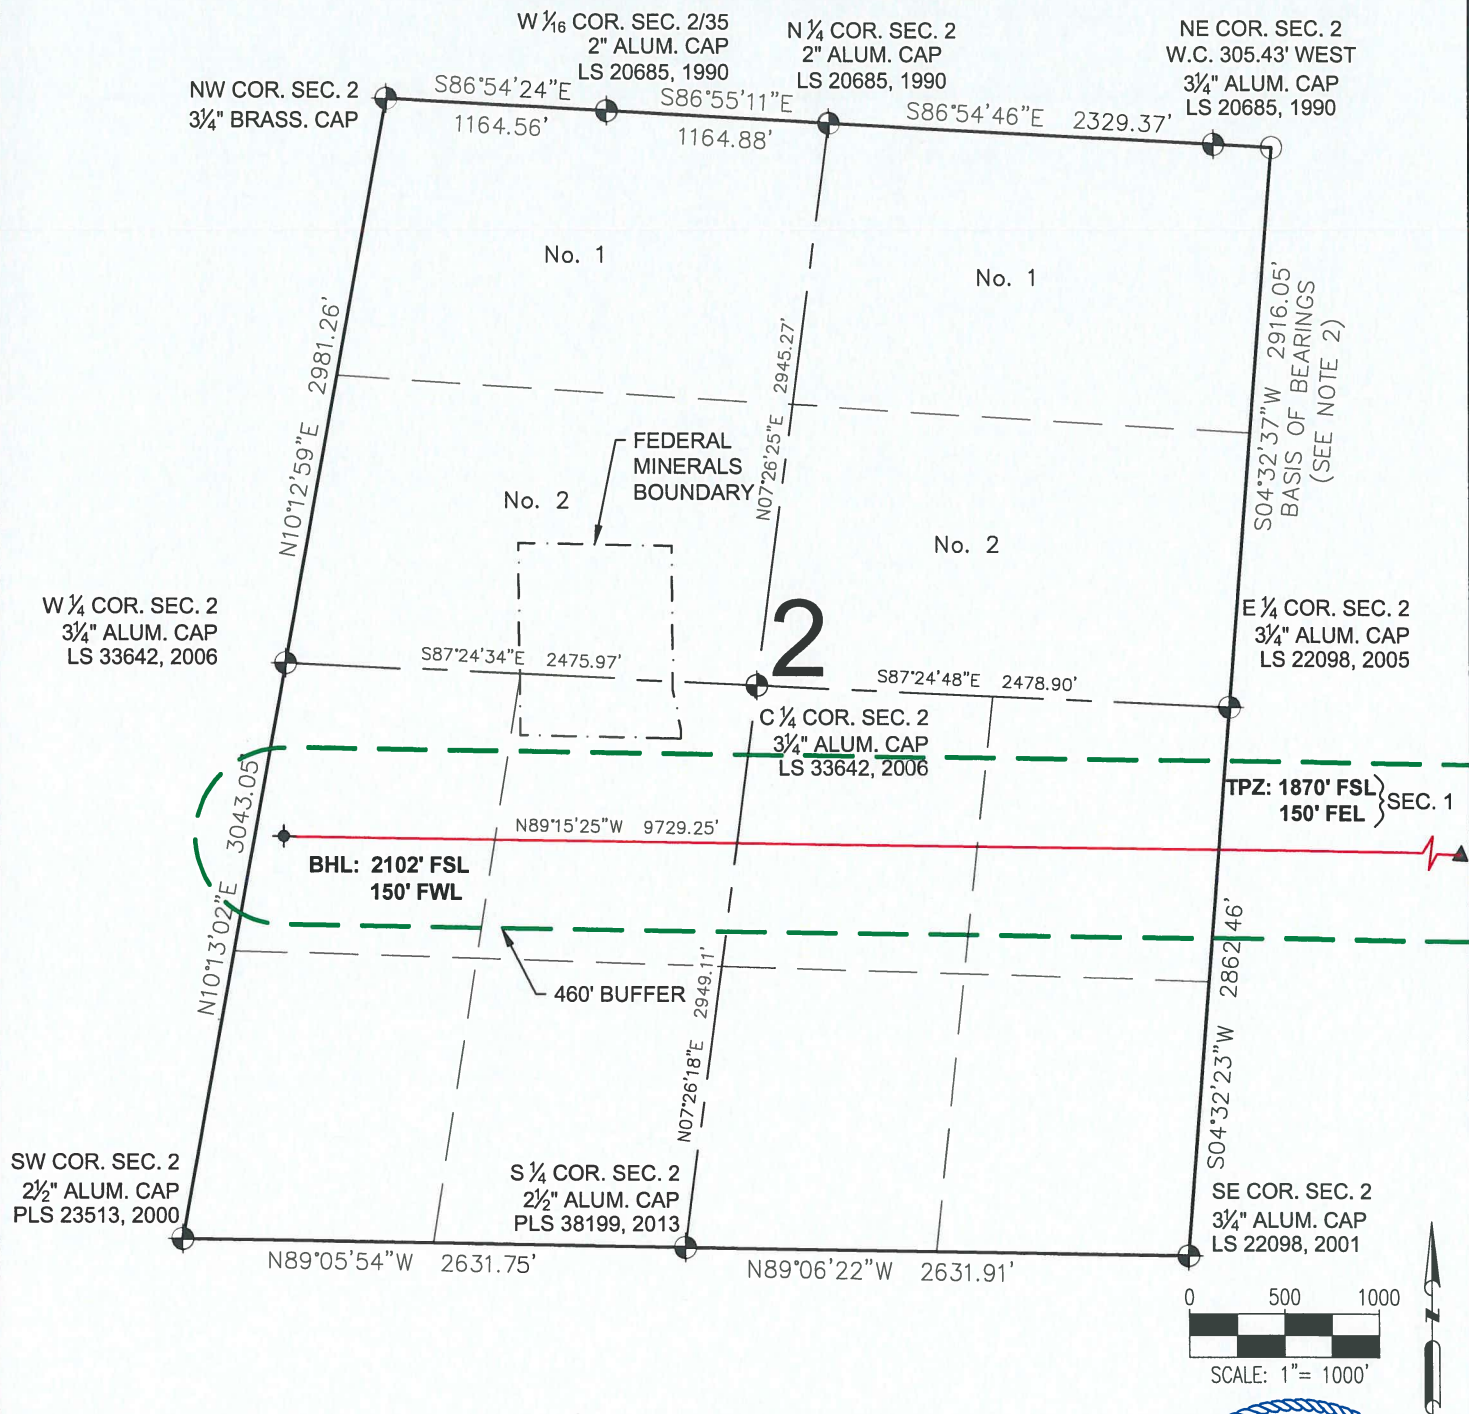 W 1/16 COR. SEC. 2/35
2" ALUM. CAP
LS 20685, 1990
N 1/4 COR. SEC. 2
2" ALUM. CAP
LS 20685, 1990
NE COR. SEC. 2
W.C. 305.43' WEST
3 1/4" ALUM. CAP
LS 20685, 1990
NW COR. SEC. 2
3 1/4" BRASS. CAP
S86°54'24"E
1164.56'
S86°55'11"E
1164.88'
S86°54'46"E 2329.37'
No. 1
No. 1
N10°12'59"E 2981.26'
N07°26'25"E 2945.27'
S04°32'37"W 2916.05'
BASIS OF BEARINGS
(SEE NOTE 2)
FEDERAL
MINERALS
BOUNDARY
No. 2
No. 2
W 1/4 COR. SEC. 2
3 1/4" ALUM. CAP
LS 33642, 2006
2
E 1/4 COR. SEC. 2
3 1/4" ALUM. CAP
LS 22098, 2005
S87°24'34"E 2475.97'
S87°24'48"E 2478.90'
C 1/4 COR. SEC. 2
3 1/4" ALUM. CAP
LS 33642, 2006
TPZ: 1870' FSL
150' FEL
SEC. 1
N89°15'25"W 9729.25'
BHL: 2102' FSL
150' FWL
N10°13'02"E 3043.05'
460' BUFFER
N07°26'18"E 2949.11'
S04°32'23"W 2862.46'
SW COR. SEC. 2
2 1/2" ALUM. CAP
PLS 23513, 2000
S 1/4 COR. SEC. 2
2 1/2" ALUM. CAP
PLS 38199, 2013
SE COR. SEC. 2
3 1/4" ALUM. CAP
LS 22098, 2001
N89°05'54"W 2631.75'
N89°06'22"W 2631.91'
0 500 1000
SCALE: 1"= 1000'
N